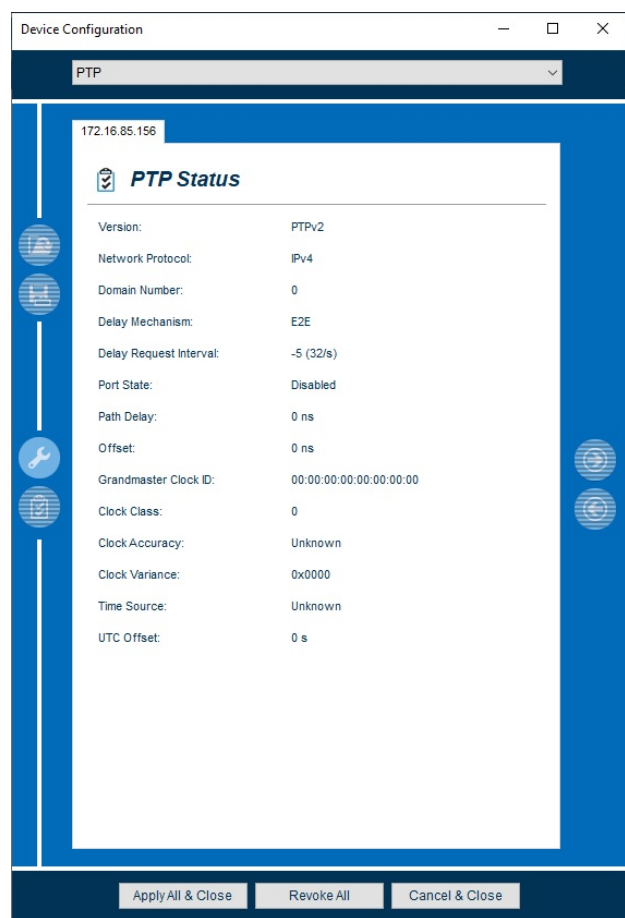 Device Configuration
PTP
172.16.85.156
PTP Status
Version: PTPv2
Network Protocol: IPv4
Domain Number: 0
Delay Mechanism: E2E
Delay Request Interval: -5 (32/s)
Port State: Disabled
Path Delay: 0 ns
Offset: 0 ns
Grandmaster Clock ID: 00:00:00:00:00:00:00:00
Clock Class: 0
Clock Accuracy: Unknown
Clock Variance: 0x0000
Time Source: Unknown
UTC Offset: 0 s
Apply All & Close Revoke All Cancel & Close